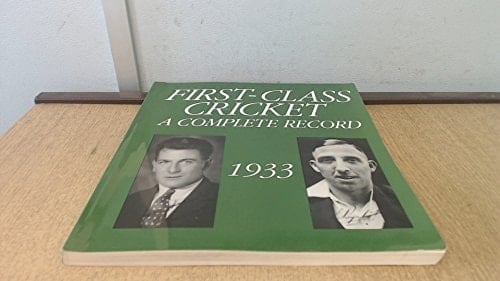 FIRST-CLASS
CRICKET
A COMPLETE RECORD
1933